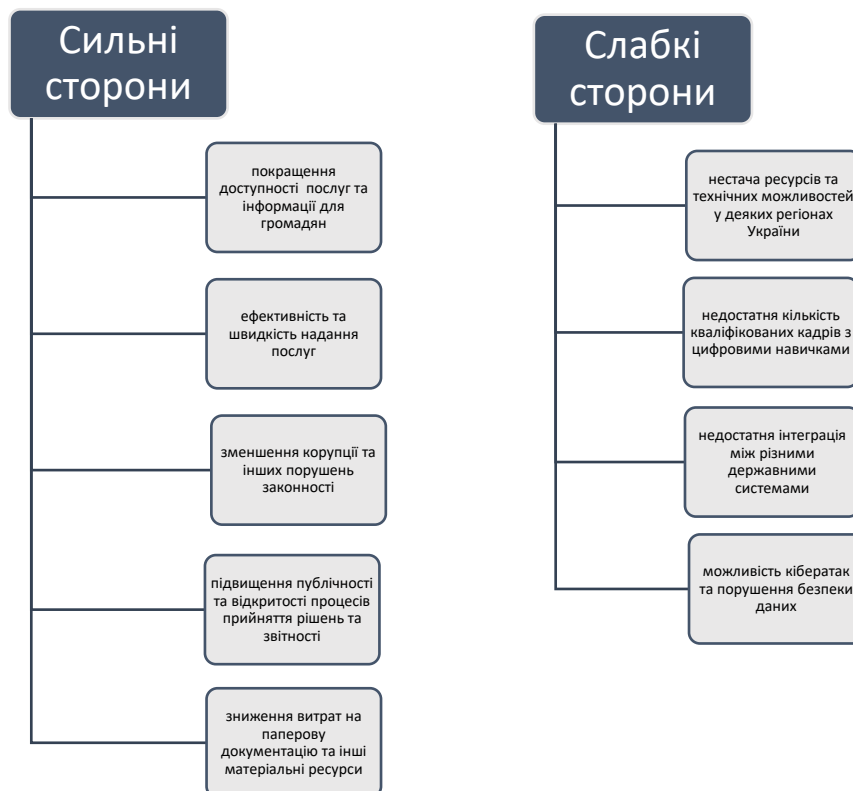 Сильні
сторони
покращення
доступності послуг та
інформації для
громадян
ефективність та
швидкість надання
послуг
зменшення корупції та
інших порушень
законності
підвищення публічності
та відкритості процесів
прийняття рішень та
звітності
зниження витрат на
паперову
документацію та інші
матеріальні ресурси
Слабкі
сторони
нестача ресурсів та
технічних можливостей
у деяких регіонах
України
недостатня кількість
кваліфікованих кадрів з
цифровими навичками
недостатня інтеграція
між різними
державними
системами
можливість кібератак
та порушення безпеки
даних